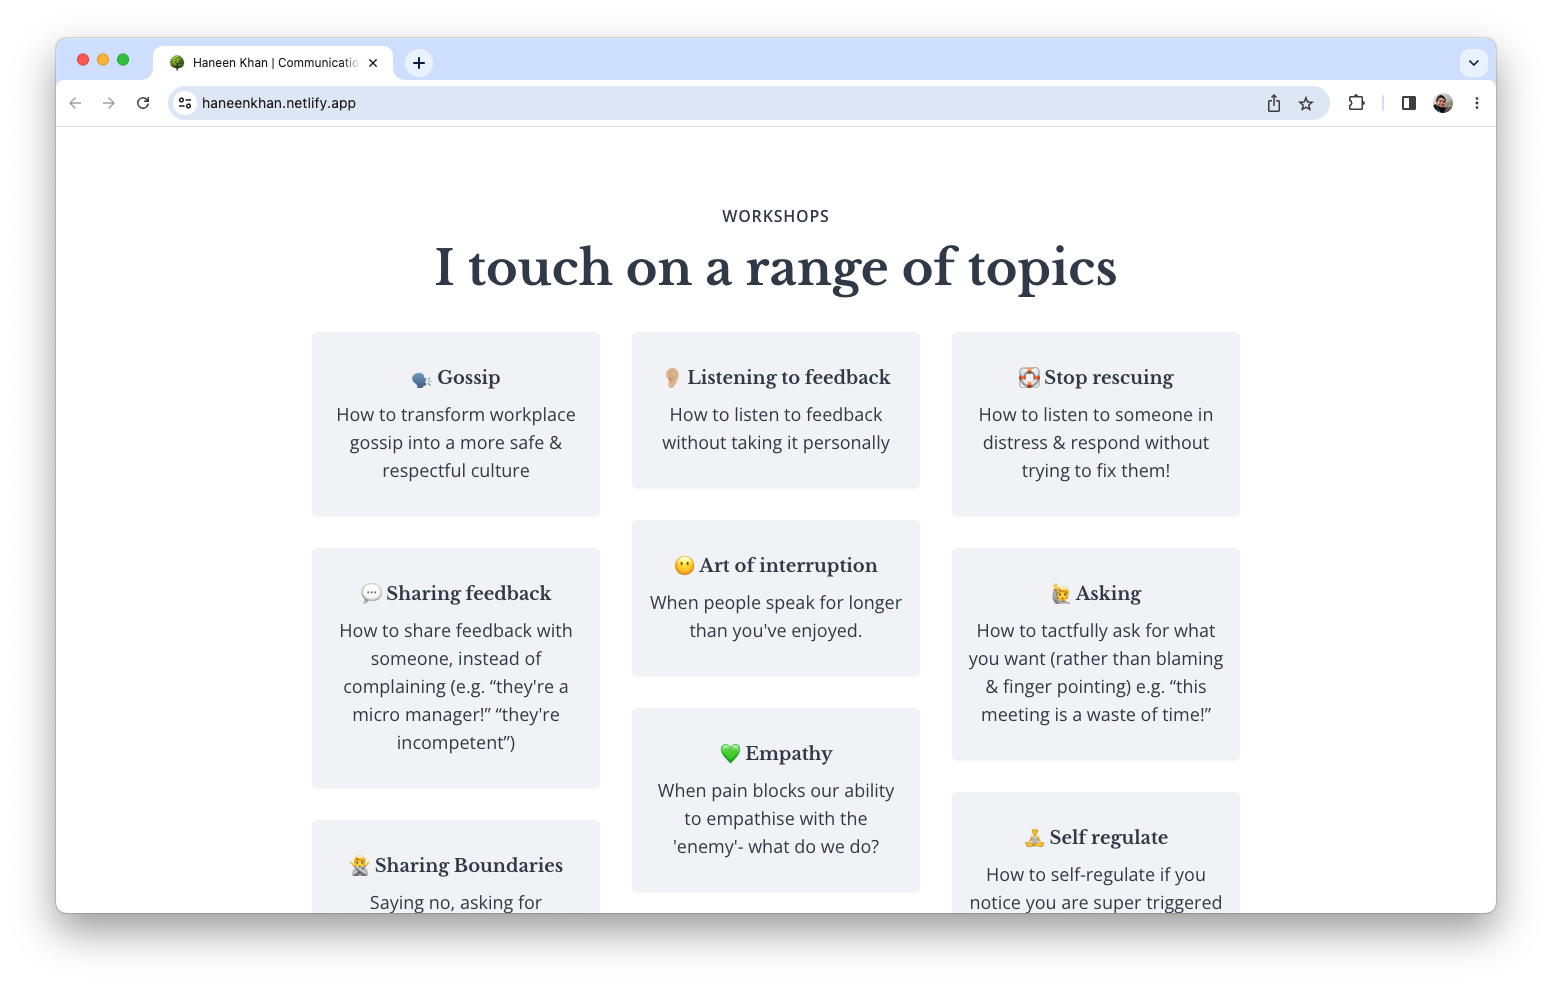 Haneen Khan | Communicatio
haneenkhan.netlify.app
WORKSHOPS
I touch on a range of topics
🗣️ Gossip
How to transform workplace
gossip into a more safe &
respectful culture
💬 Sharing feedback
How to share feedback with
someone, instead of
complaining (e.g. “they're a
micro manager!” “they're
incompetent”)
🙅 Sharing Boundaries
Saying no, asking for
👂🏼 Listening to feedback
How to listen to feedback
without taking it personally
😶 Art of interruption
When people speak for longer
than you've enjoyed.
💚 Empathy
When pain blocks our ability
to empathise with the
'enemy'- what do we do?
🛟 Stop rescuing
How to listen to someone in
distress & respond without
trying to fix them!
🙋 Asking
How to tactfully ask for what
you want (rather than blaming
& finger pointing) e.g. “this
meeting is a waste of time!”
🧘 Self regulate
How to self-regulate if you
notice you are super triggered